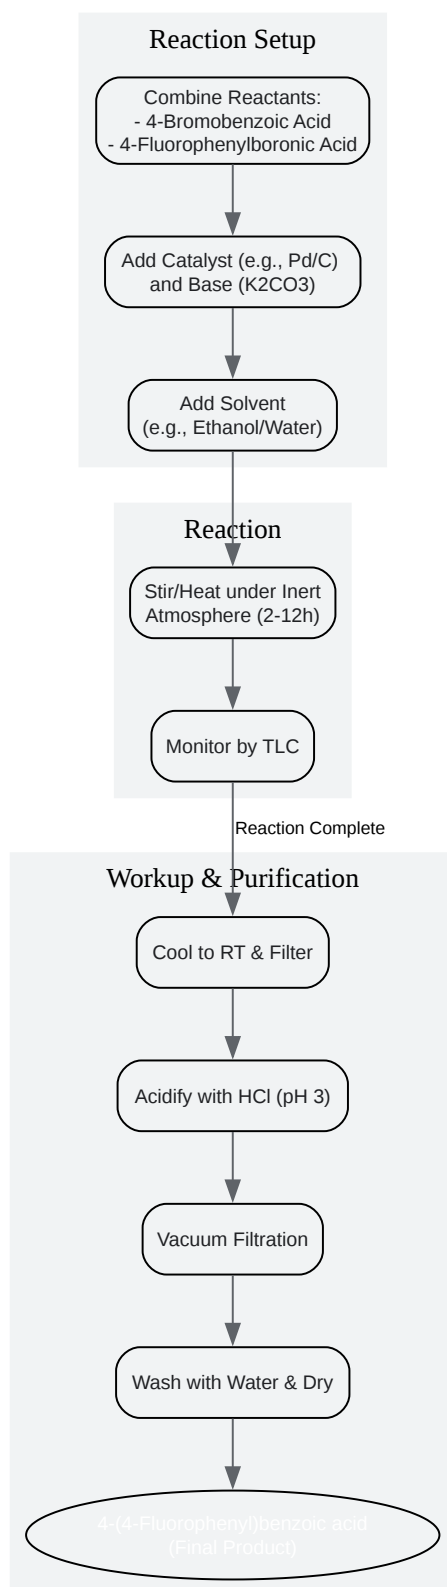 Reaction Setup
Combine Reactants:
- 4-Bromobenzoic Acid
- 4-Fluorophenylboronic Acid
Add Catalyst (e.g., Pd/C)
and Base (K2CO3)
Add Solvent
(e.g., Ethanol/Water)
Reaction
Stir/Heat under Inert
Atmosphere (2-12h)
Monitor by TLC
Reaction Complete
Workup & Purification
Cool to RT & Filter
Acidify with HCl (pH 3)
Vacuum Filtration
Wash with Water & Dry
4-(4-Fluorophenyl)benzoic acid
(Final Product)